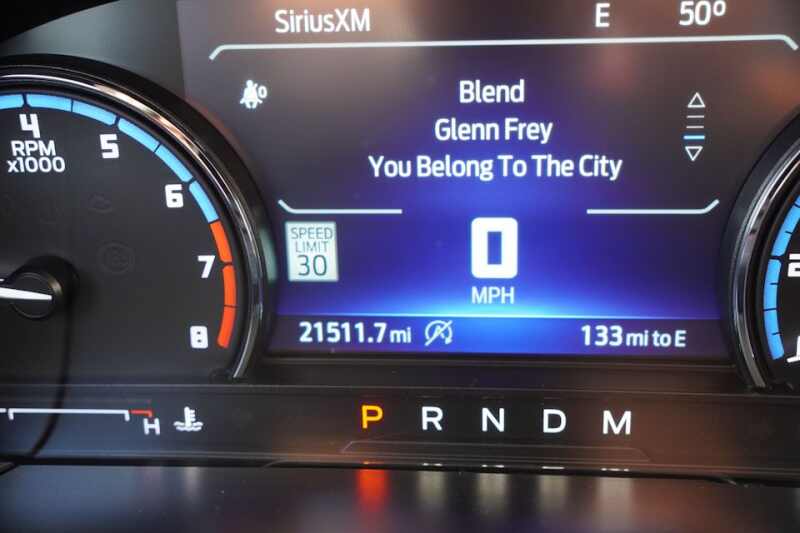 SiriusXM E 50°
Blend
Glenn Frey
You Belong To The City
4
5
6
7
8
RPM
x1000
SPEED
LIMIT
30
0
MPH
21511.7 mi 133 mi to E
H
P R N D M